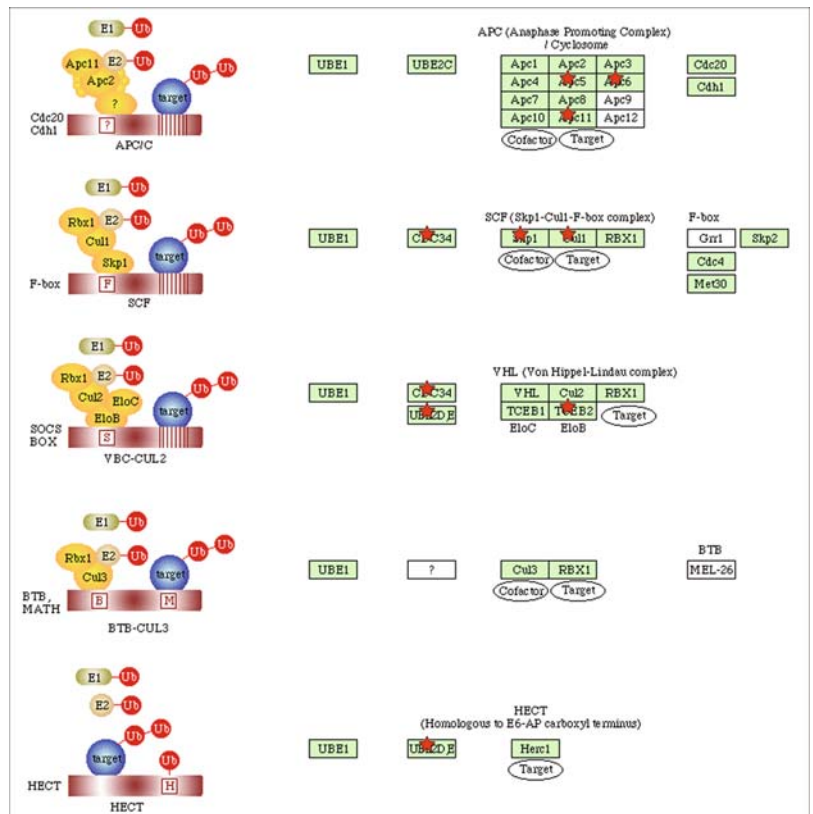 E1 Ub
Apc11 E2 Ub
Apc2
?
target
Ub Ub
Cdc20
Cdh1
?
APC/C
UBE1
UBE2C
APC (Anaphase Promoting Complex)
/ Cyclosome
Apc1 Apc2 Apc3
Apc4 Apc5 Apc6
Apc7 Apc8 Apc9
Apc10 Apc11 Apc12
Cofactor Target
Cdc20
Cdh1
E1 Ub
Rbx1 E2 Ub
Cul1
Skp1
target
Ub Ub
F-box
F
SCF
UBE1
CDC34
SCF (Skp1-Cul1-F-box complex)
Skp1 Cul1 RBX1
Cofactor Target
F-box
Grr1 Skp2
Cdc4
Met30
E1 Ub
Rbx1 E2 Ub
Cul2 EloC
EloB
target
Ub Ub
SOCS
BOX
S
VBC-CUL2
UBE1
CDC34
UBE2DE
VHL (Von Hippel-Lindau complex)
VHL Cul2 RBX1
TCEB1 TCEB2 Target
EloC EloB
E1 Ub
Rbx1 E2 Ub
Cul3
target
Ub Ub
BTB,
MATH
B M
BTB-CUL3
UBE1
?
Cul3 RBX1
Cofactor Target
BTB
MEL-26
E1 Ub
E2 Ub
target
Ub Ub
Ub
HECT
H
HECT
UBE1
UBE2DE
HECT
(Homologous to E6-AP carboxyl terminus)
Herc1
Target